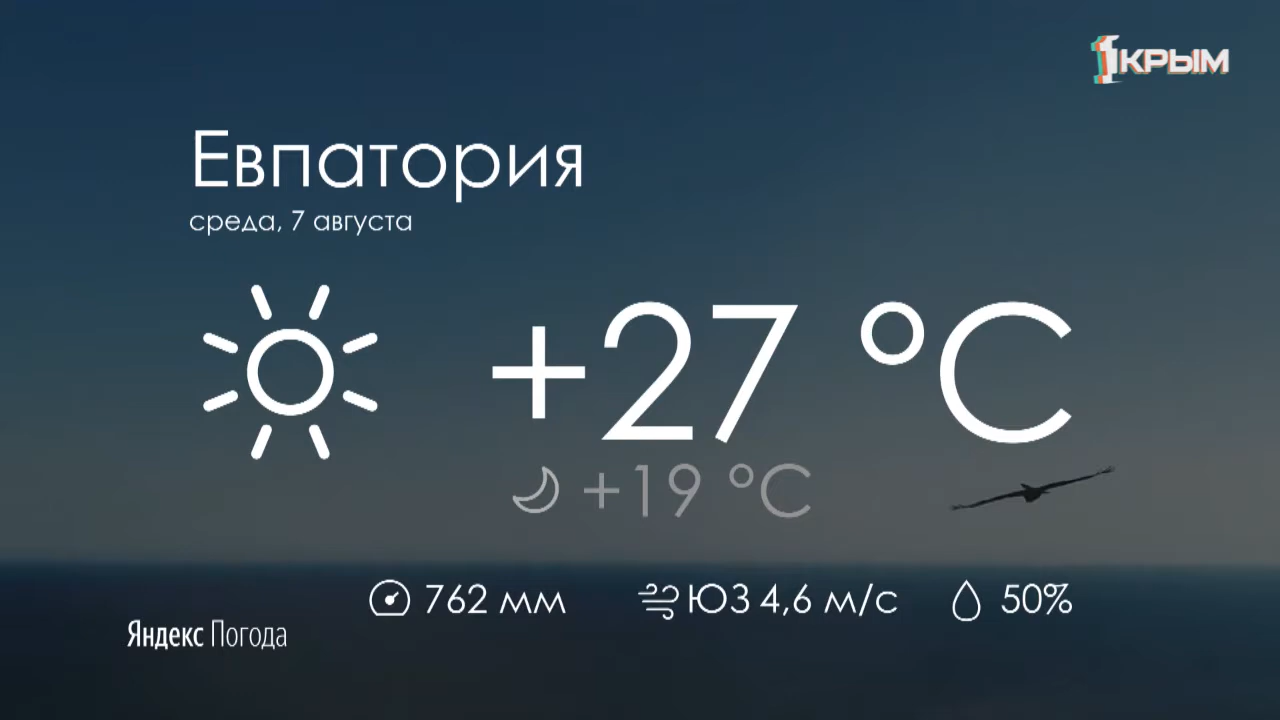 1КРЫМ
Евпатория
среда, 7 августа
+27 °C
+19 °C
762 мм
ЮЗ 4,6 м/с
50%
Яндекс Погода